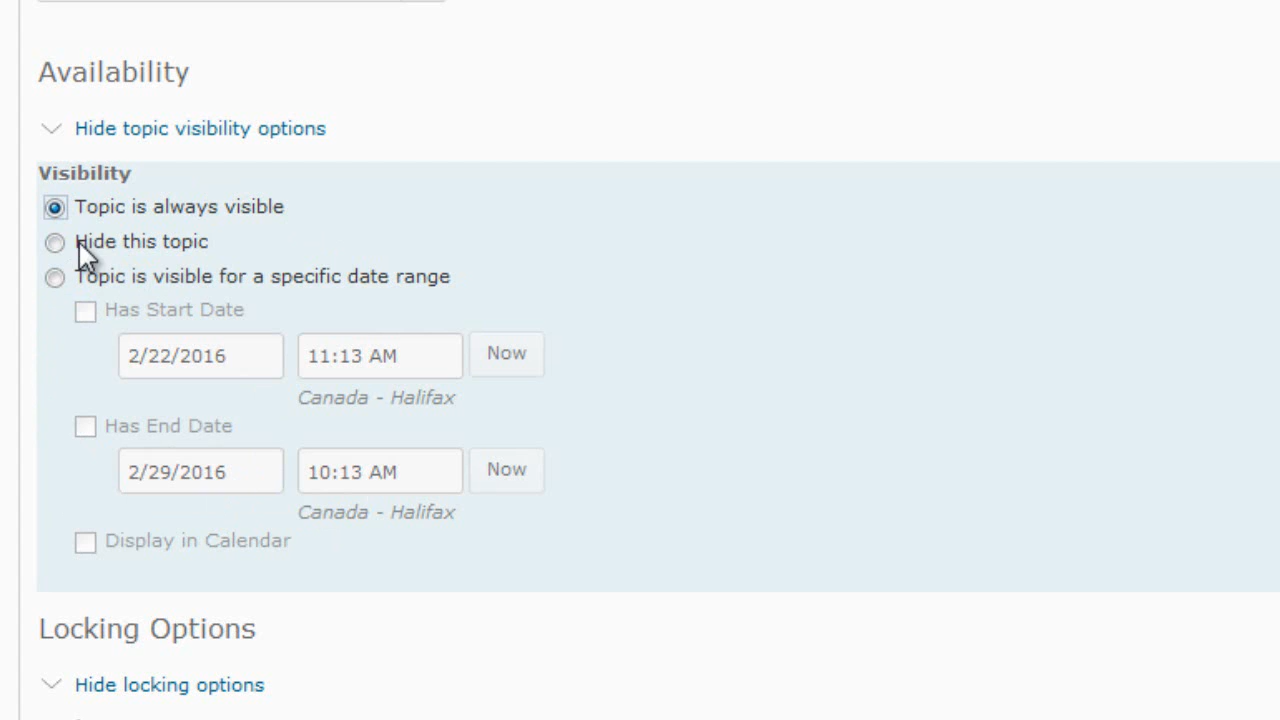 Availability
Hide topic visibility options
Visibility
Topic is always visible
Hide this topic
Topic is visible for a specific date range
Has Start Date
2/22/2016 11:13 AM Now
Canada - Halifax
Has End Date
2/29/2016 10:13 AM Now
Canada - Halifax
Display in Calendar
Locking Options
Hide locking options